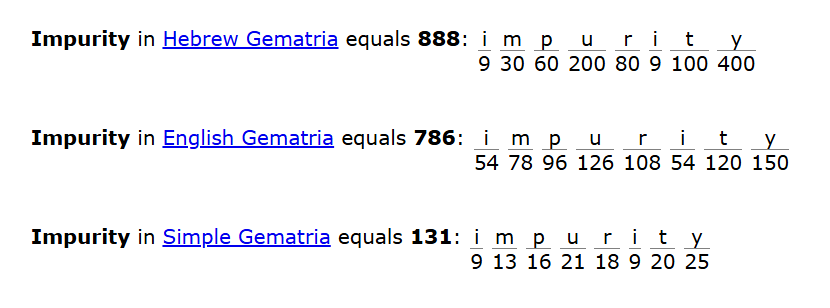 Impurity in Hebrew Gematria equals 888: i m p u r i t y
9 30 60 200 80 9 100 400
Impurity in English Gematria equals 786: i m p u r i t y
54 78 96 126 108 54 120 150
Impurity in Simple Gematria equals 131: i m p u r i t y
9 13 16 21 18 9 20 25